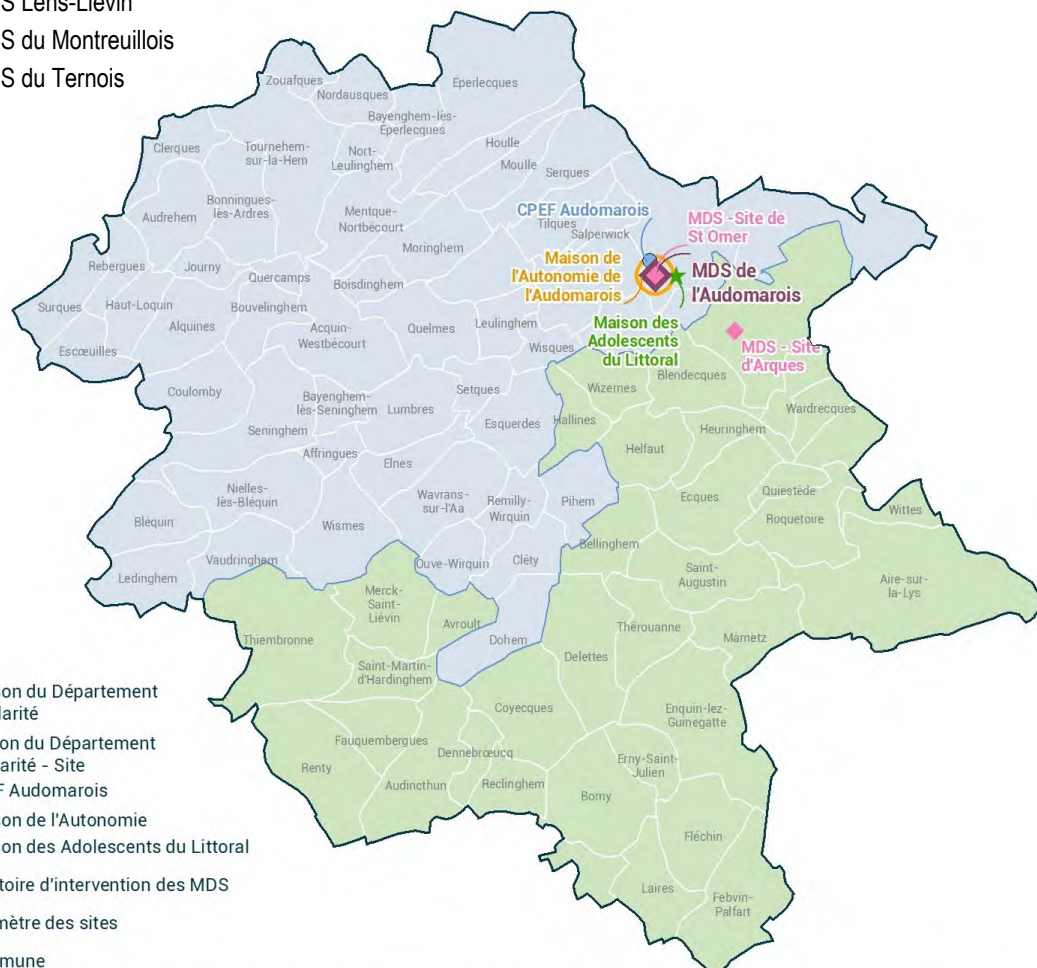 S Lens-Liévin
S du Montreuillois
S du Ternois
Zouafques
Nordausques
Eperlecques
Bayenghem-lès-
Éperlecques
Clerques
Tournehem-
sur-la-Hem
Nort-
Leulinghem
Houlle
Moulle
Serques
Audrehem
Bonningues-
lès-Ardres
Mentque-
Nortbécourt
CPEF Audomarois
Tilques
Salperwick
MDS -Site de
St Omer
Moringhem
Rebergues
Journy
Quercamps
Boisdinghem
Maison de
l'Autonomie de
l'Audomarois
MDS de
l'Audomarois
Surques
Haut-Loquin
Bouvelinghem
Alquines
Acquin-
Westbécourt
Quelmes
Leulinghem
Wisques
Maison des
Adolescents
du Littoral
MDS - Site
d'Arques
Escœuilles
Coulomby
Bayenghem-
lès-Seninghem
Lumbres
Setques
Wizernes
Blendecques
Wardrecques
Seninghem
Esquerdes
Hallines
Heuringhem
Affringues
Elnes
Helfaut
Nielles-
lès-Bléquin
Wavrans-
sur-l'Aa
Remilly-
Wirquin
Pihem
Ecques
Quiestède
Roquetoire
Wittes
Bléquin
Wismes
Bellinghem
Vaudringhem
Ouve-Wirquin
Cléty
Saint-
Augustin
Aire-sur-
la-Lys
Ledinghem
Merck-
Saint-
Liévin
Avroult
Thérouanne
Mametz
Thiembronne
Dohem
Delettes
Saint-Martin-
d'Hardinghem
Coyecques
Enquin-lez-
Guinegatte
Fauquembergues
Dennebrœucq
Erny-Saint-
Julien
Renty
Audincthun
Reclinghem
Bomy
Fléchin
Laires
Febvin-
Palfart
son du Département
larité
on du Département
arité - Site
F Audomarois
son de l'Autonomie
son des Adolescents du Littoral
toire d'intervention des MDS
mètre des sites
mmune